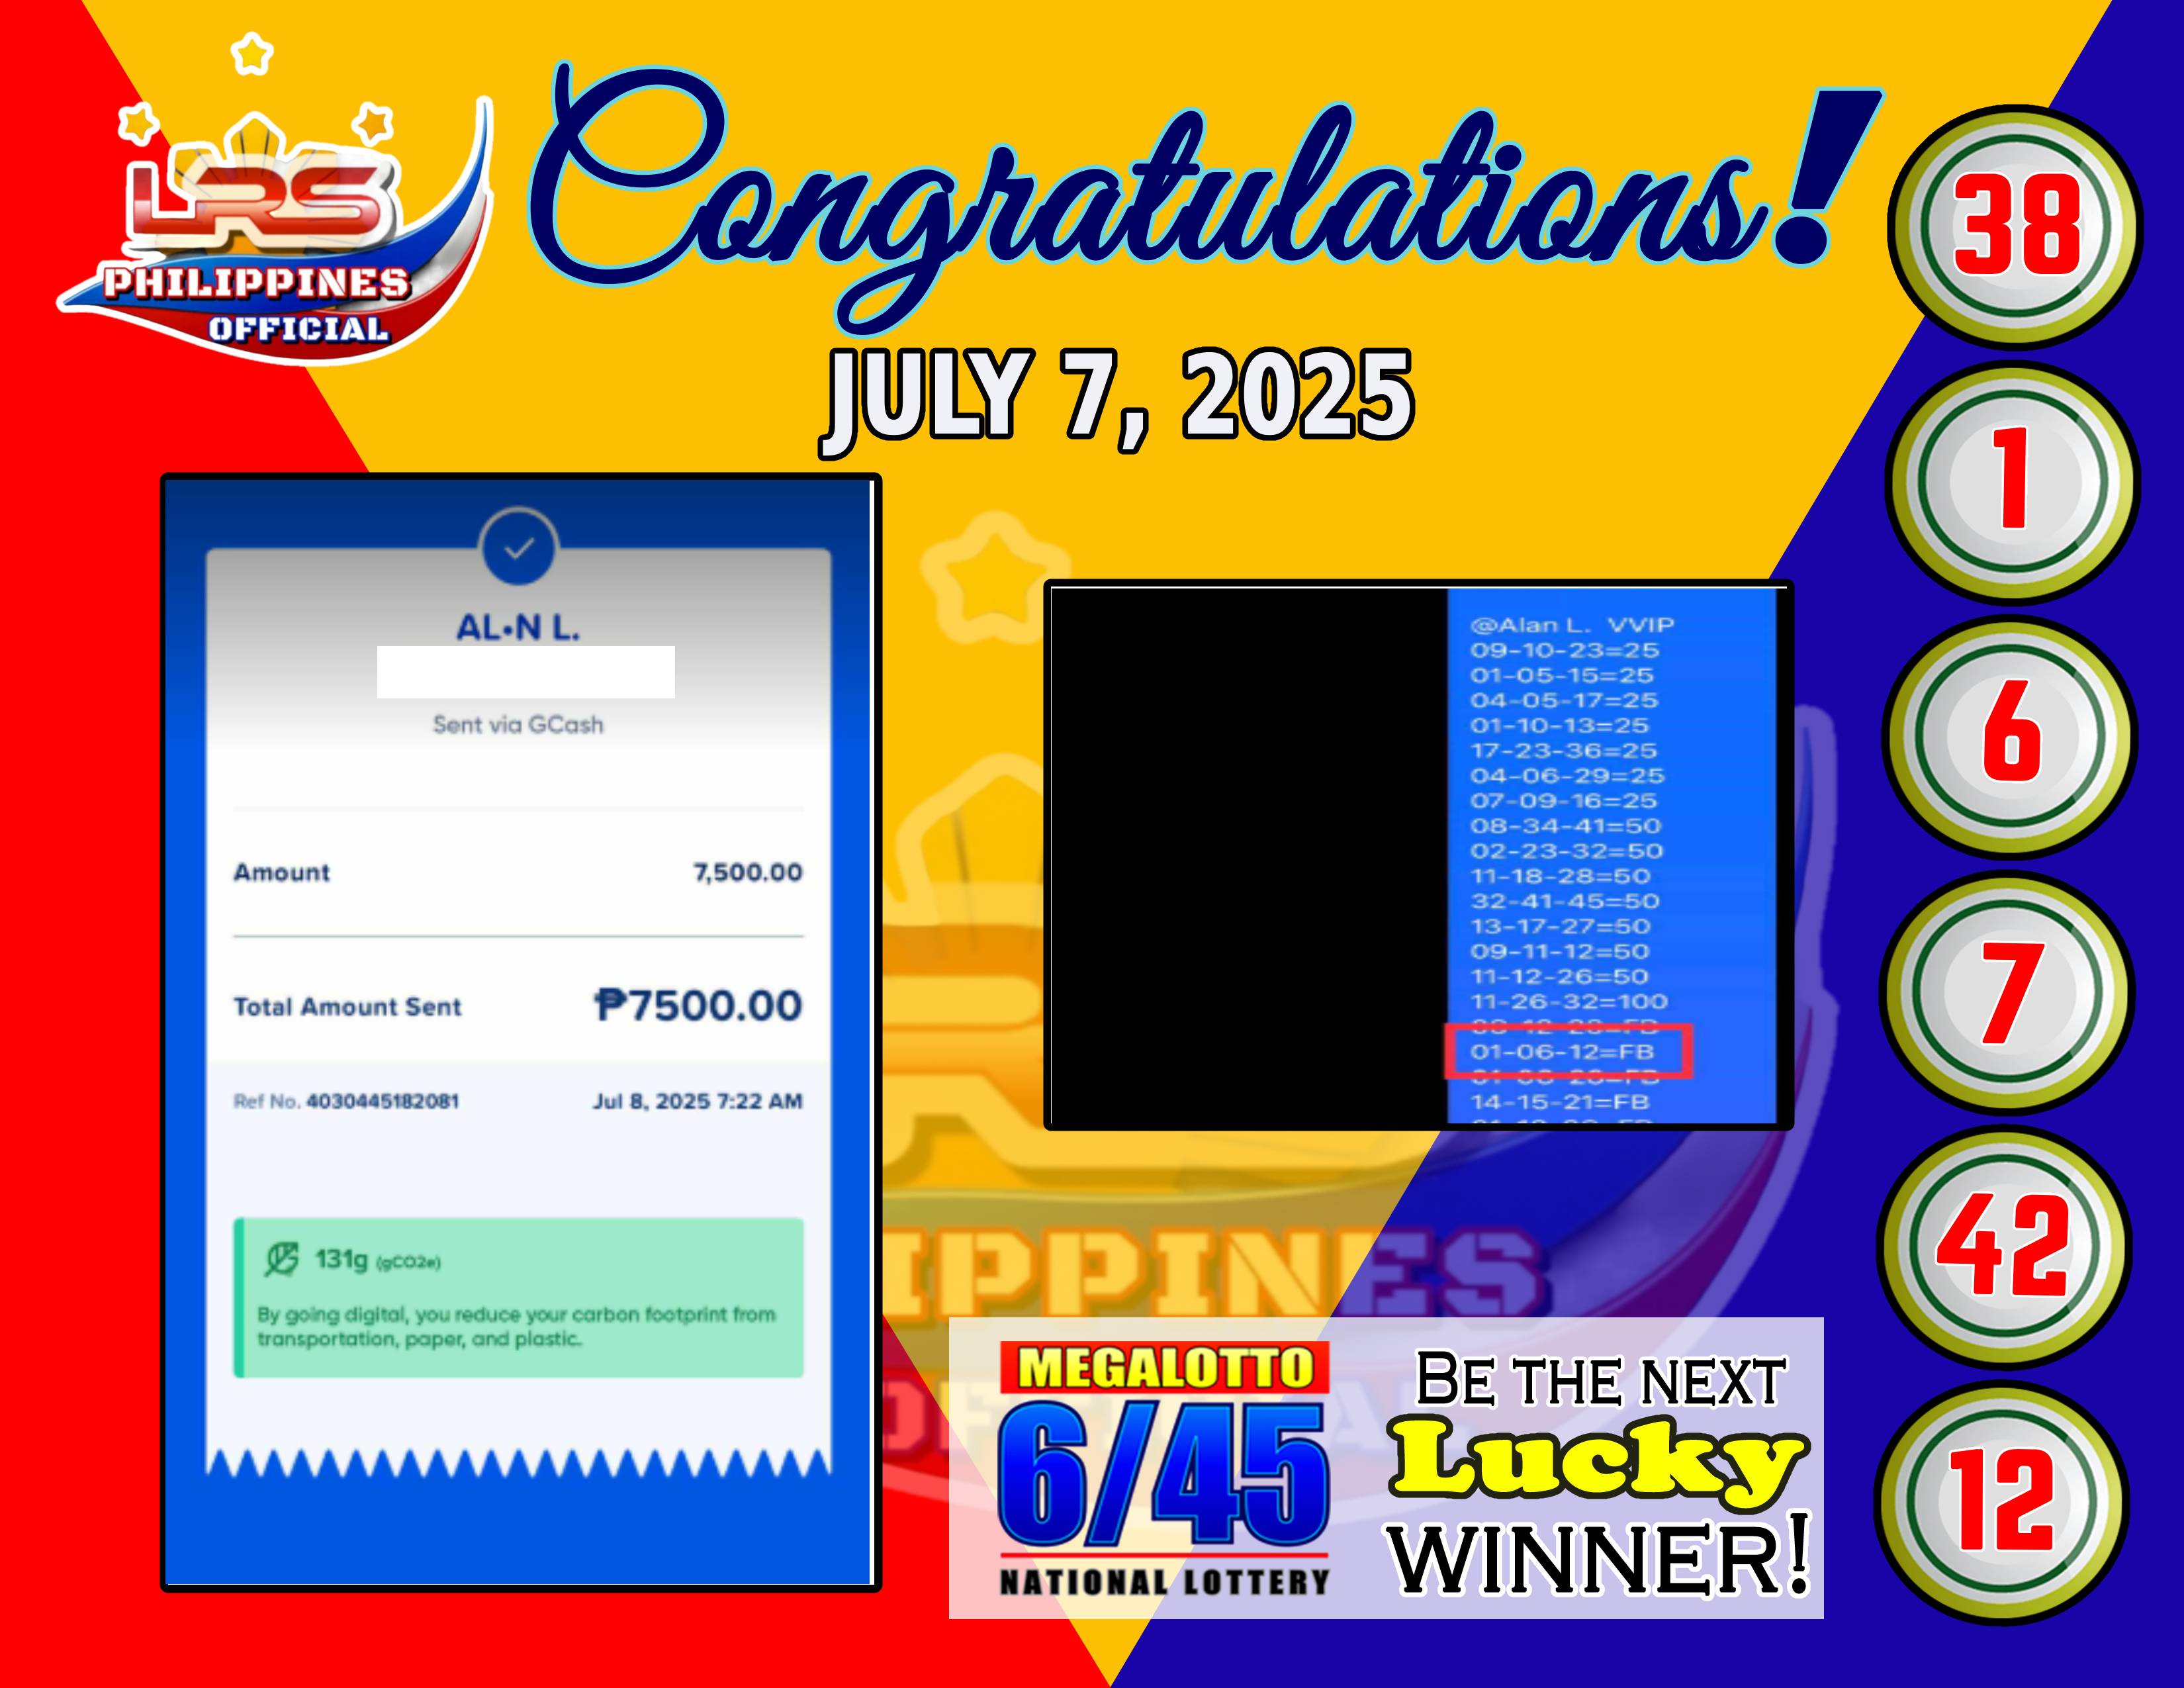 LRS
PHILIPPINES
OFFICIAL
Congratulations!
JULY 7, 2025
AL•N L.
Sent via GCash
Amount 7,500.00
Total Amount Sent ₱7500.00
Ref No. 4030445182081 Jul 8, 2025 7:22 AM
131g (gCO2e)
By going digital, you reduce your carbon footprint from
transportation, paper, and plastic.
@Alan L. VVIP
09-10-23=25
01-05-15=25
04-05-17=25
01-10-13=25
17-23-36=25
04-06-29=25
07-09-16=25
08-34-41=50
02-23-32=50
11-18-28=50
32-41-45=50
13-17-27=50
09-11-12=50
11-12-26=50
11-26-32=100
01-06-12=FB
14-15-21=FB
MEGALOTTO
6/45
NATIONAL LOTTERY
BE THE NEXT
Lucky
WINNER!
38
1
6
7
42
12